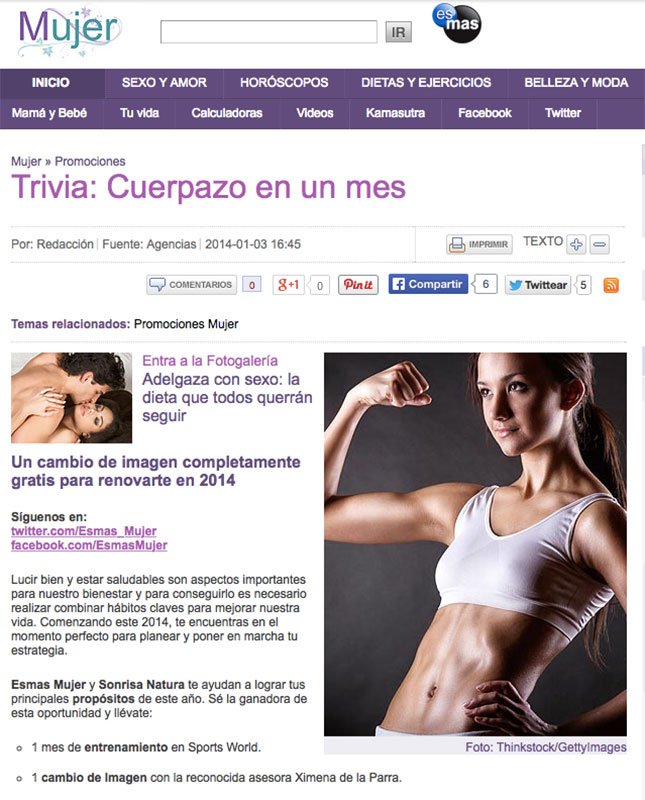 Mujer
IR
es mas
INICIO SEXO Y AMOR HORÓSCOPOS DIETAS Y EJERCICIOS BELLEZA Y MODA
Mamá y Bebé Tu vida Calculadoras Videos Kamasutra Facebook Twitter
Mujer » Promociones
Trivia: Cuerpazo en un mes
Por: Redacción | Fuente: Agencias | 2014-01-03 16:45
IMPRIMIR TEXTO + −
COMENTARIOS 0 g+1 0 Pin it f Compartir 6 Twittear 5
Temas relacionados: Promociones Mujer
Entra a la Fotogalería
Adelgaza con sexo: la
dieta que todos querrán
seguir
Un cambio de imagen completamente
gratis para renovarte en 2014
Síguenos en:
twitter.com/Esmas_Mujer
facebook.com/EsmasMujer
Lucir bien y estar saludables son aspectos importantes
para nuestro bienestar y para conseguirlo es necesario
realizar combinar hábitos claves para mejorar nuestra
vida. Comenzando este 2014, te encuentras en el
momento perfecto para planear y poner en marcha tu
estrategia.
Esmas Mujer y Sonrisa Natura te ayudan a lograr tus
principales propósitos de este año. Sé la ganadora de
esta oportunidad y llévate:
1 mes de entrenamiento en Sports World.
Foto: Thinkstock/GettyImages
1 cambio de Imagen con la reconocida asesora Ximena de la Parra.